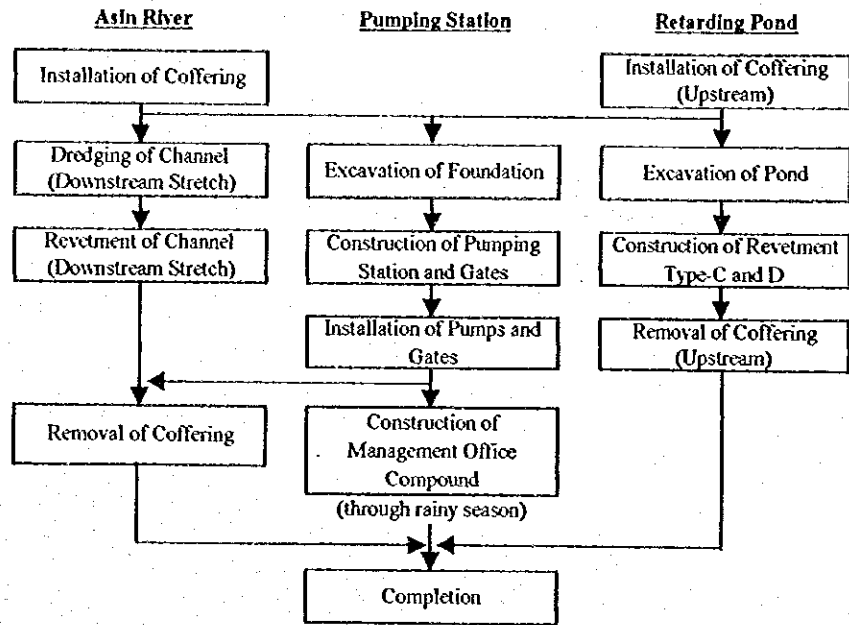 Asin River
Pumping Station
Retarding Pond
Installation of Coffering
Installation of Coffering
(Upstream)
Dredging of Channel
(Downstream Stretch)
Excavation of Foundation
Excavation of Pond
Revetment of Channel
(Downstream Stretch)
Construction of Pumping
Station and Gates
Construction of Revetment
Type-C and D
Installation of Pumps and
Gates
Removal of Coffering
(Upstream)
Removal of Coffering
Construction of
Management Office
Compound
(through rainy season)
Completion